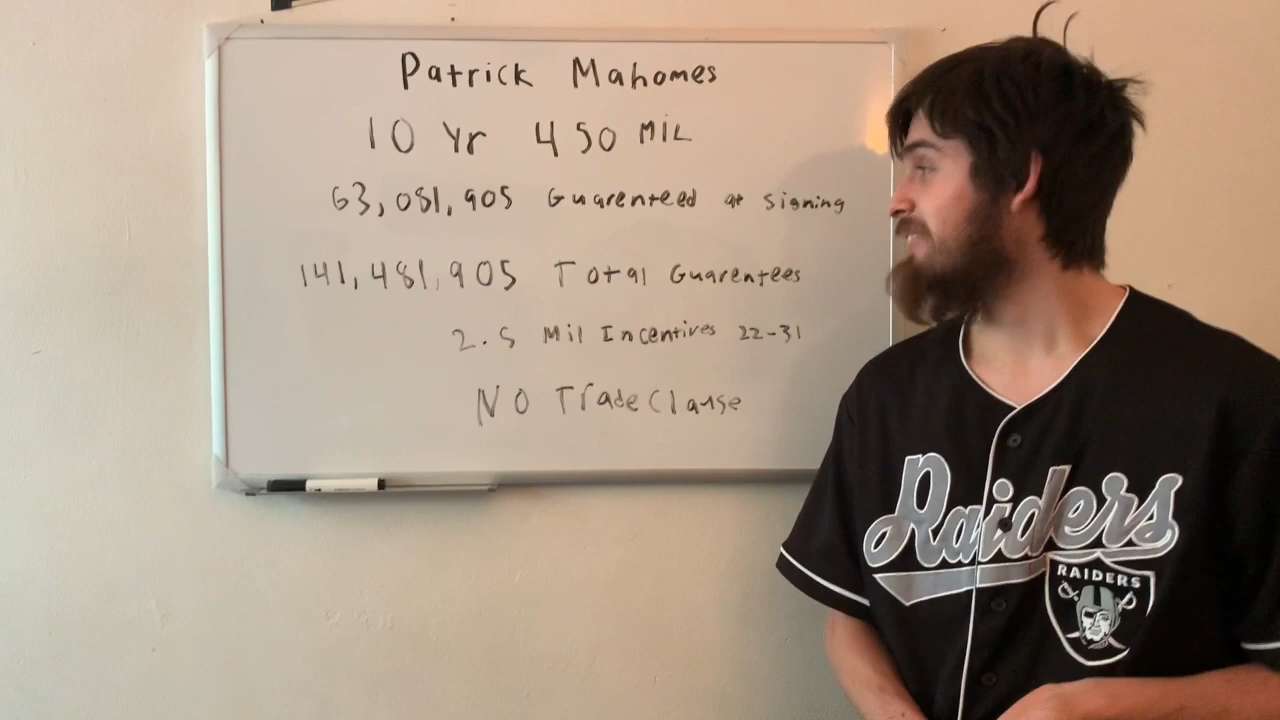 Patrick Mahomes
10 Yr 450 MIL
63,081,905 Guarenteed at signing
141,481,905 Total Guarentees
2.5 Mil Incentives 22-31
NO Trade Clause
Raiders
RAIDERS